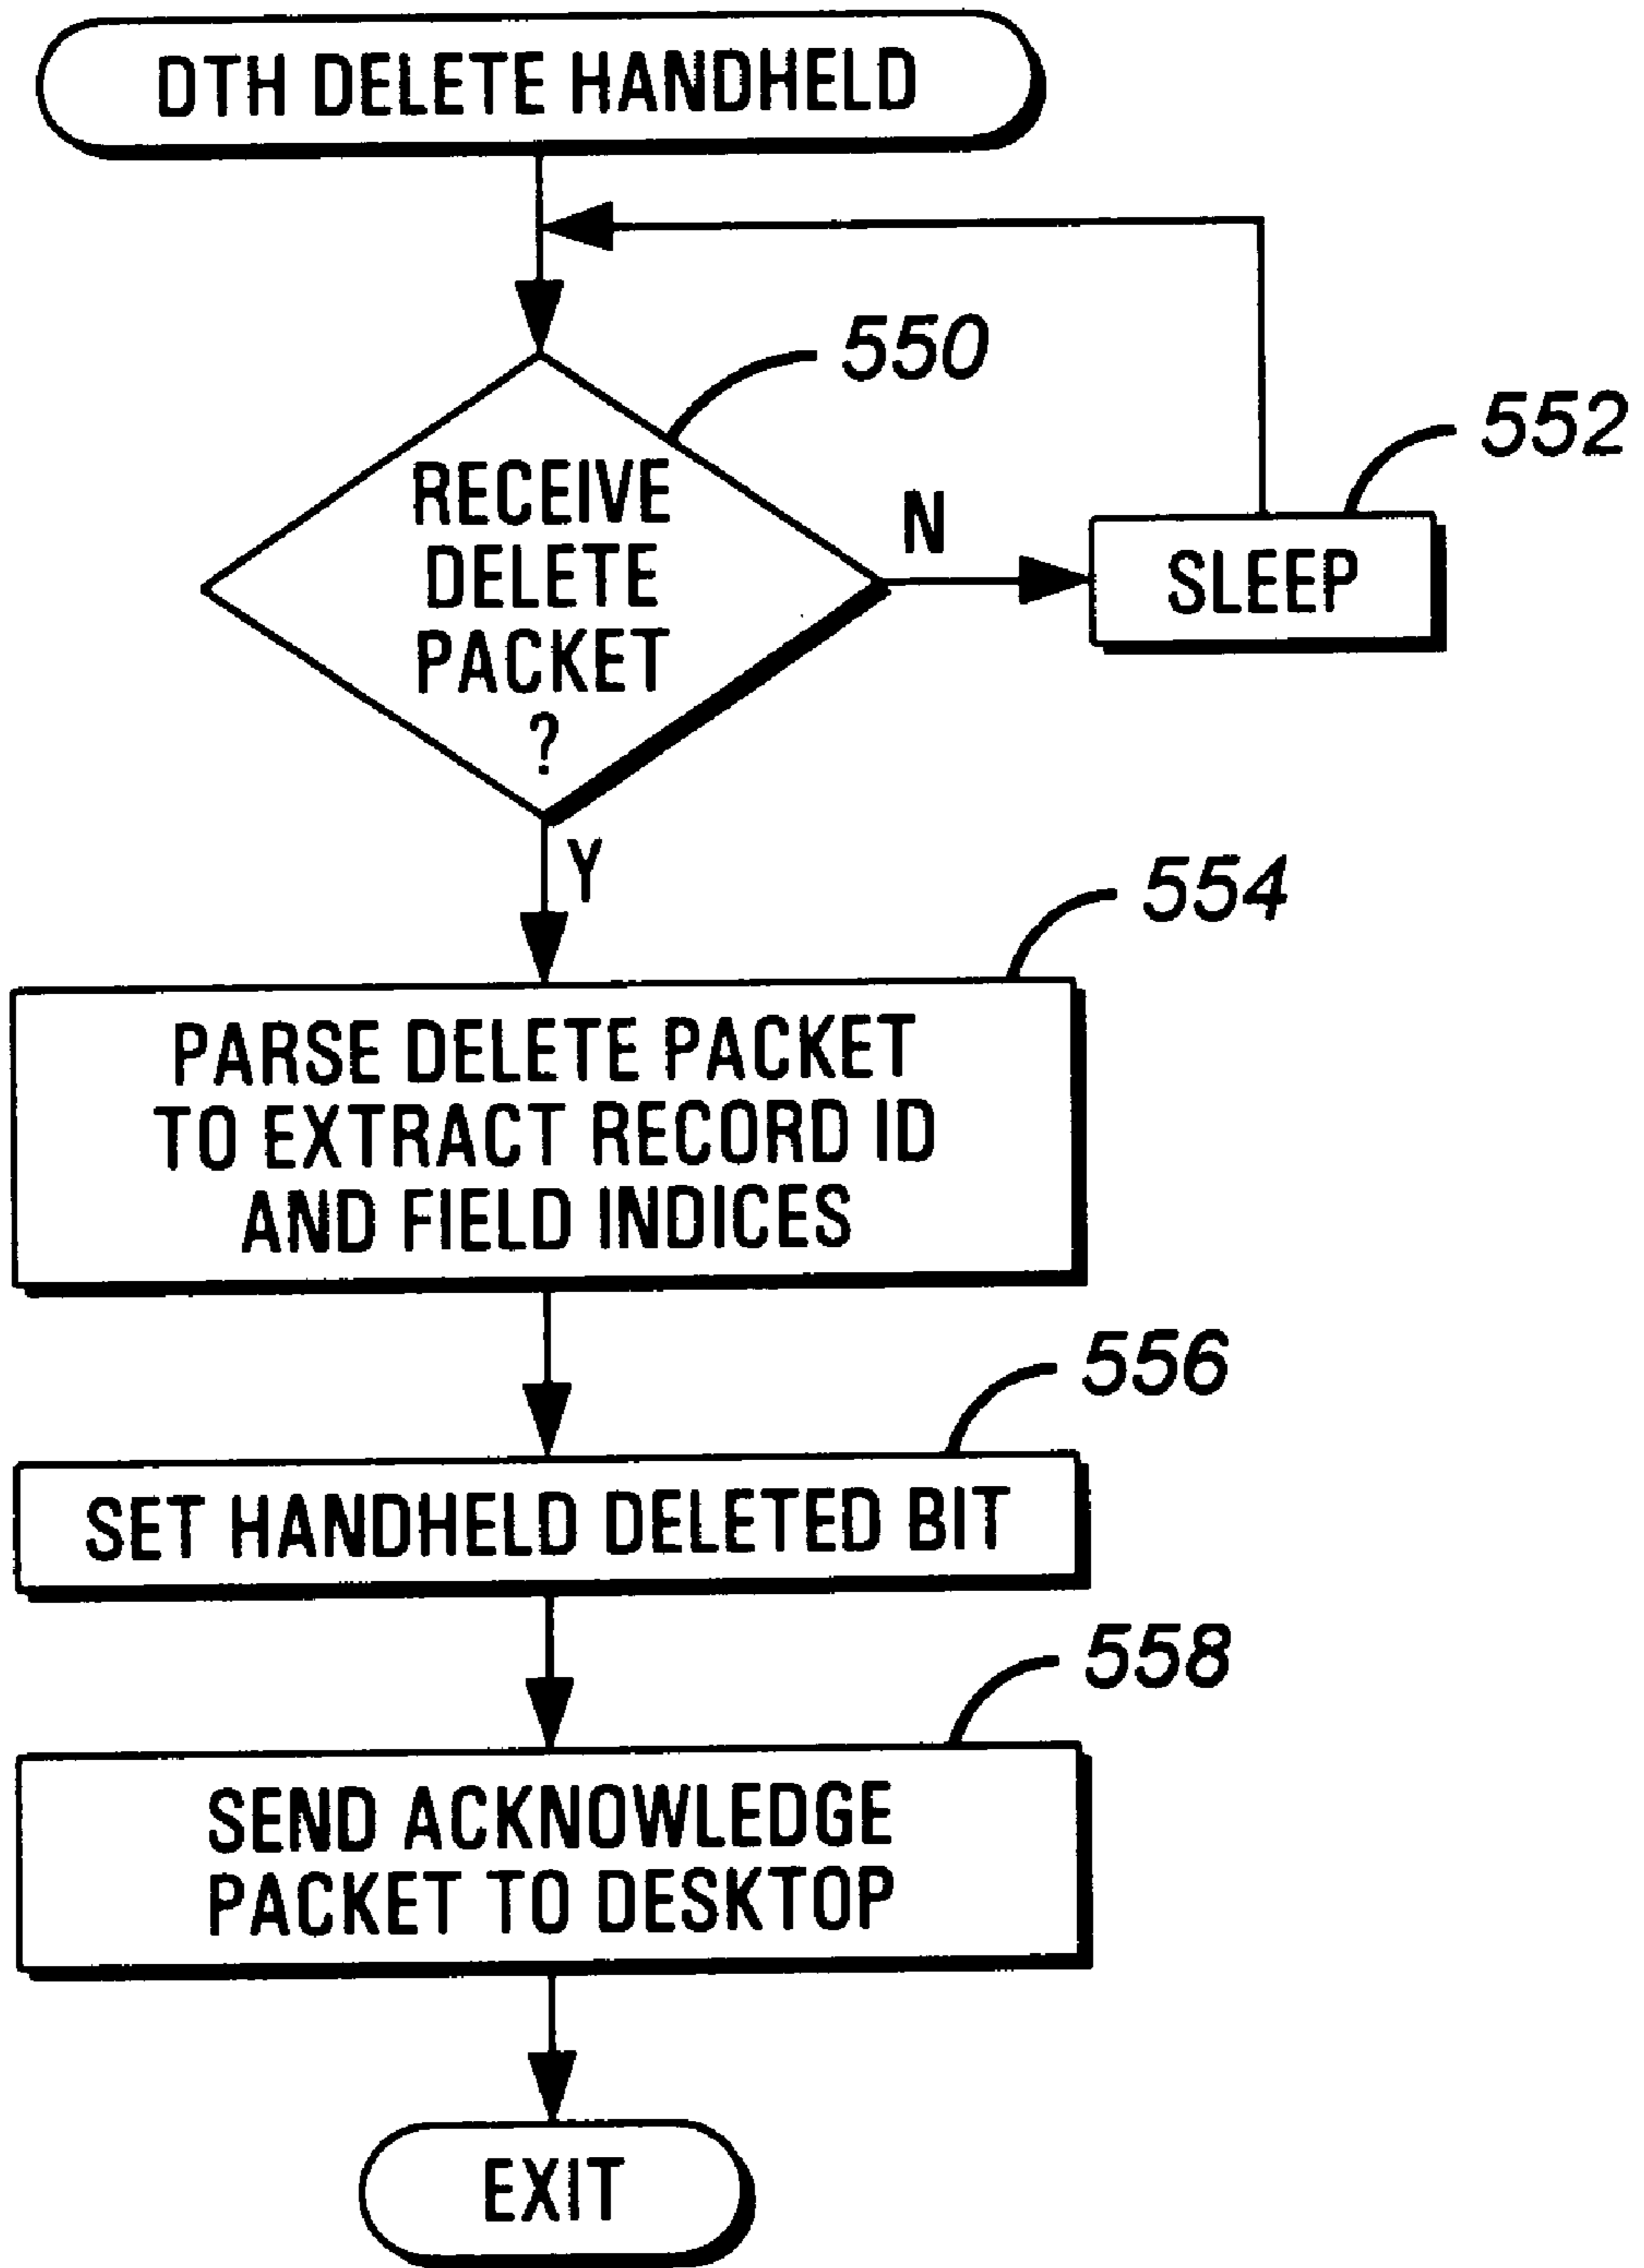 DTH DELETE HANDHELD
550
552
RECEIVE
DELETE
PACKET
?
N
SLEEP
Y
554
PARSE DELETE PACKET
TO EXTRACT RECORD ID
AND FIELD INDICES
556
SET HANDHELD DELETED BIT
558
SEND ACKNOWLEDGE
PACKET TO DESKTOP
EXIT